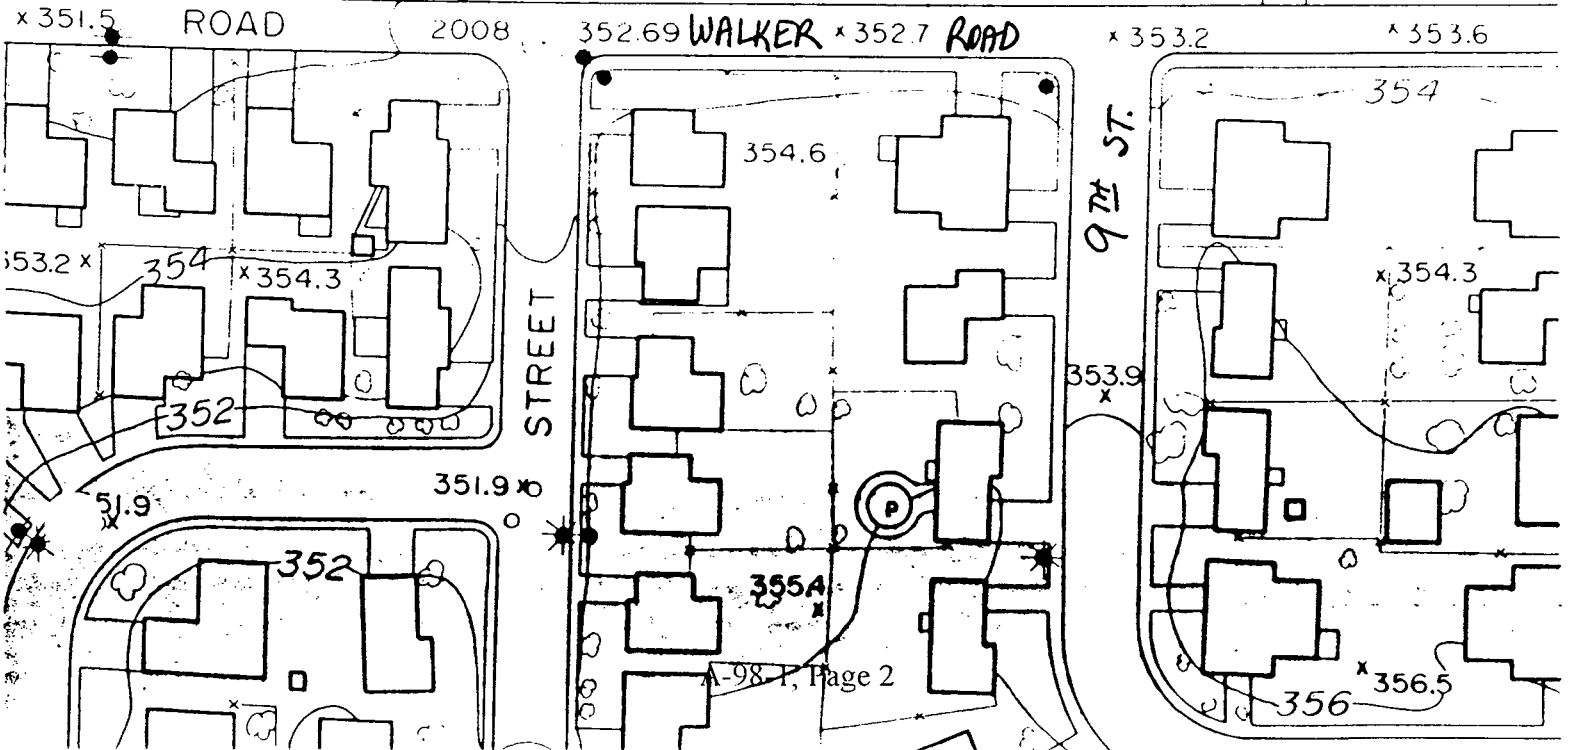 x 351.5 ROAD 2008 352.69 WALKER x 352.7 ROAD x 353.2 x 353.6
354
9TH ST.
354.6
53.2 x 354 x 354.3
x 354.3
STREET
353.9
x
352
351.9 x
51.9
x
P
352
355.4
x
A-98-1, Page 2
x 356.5
356